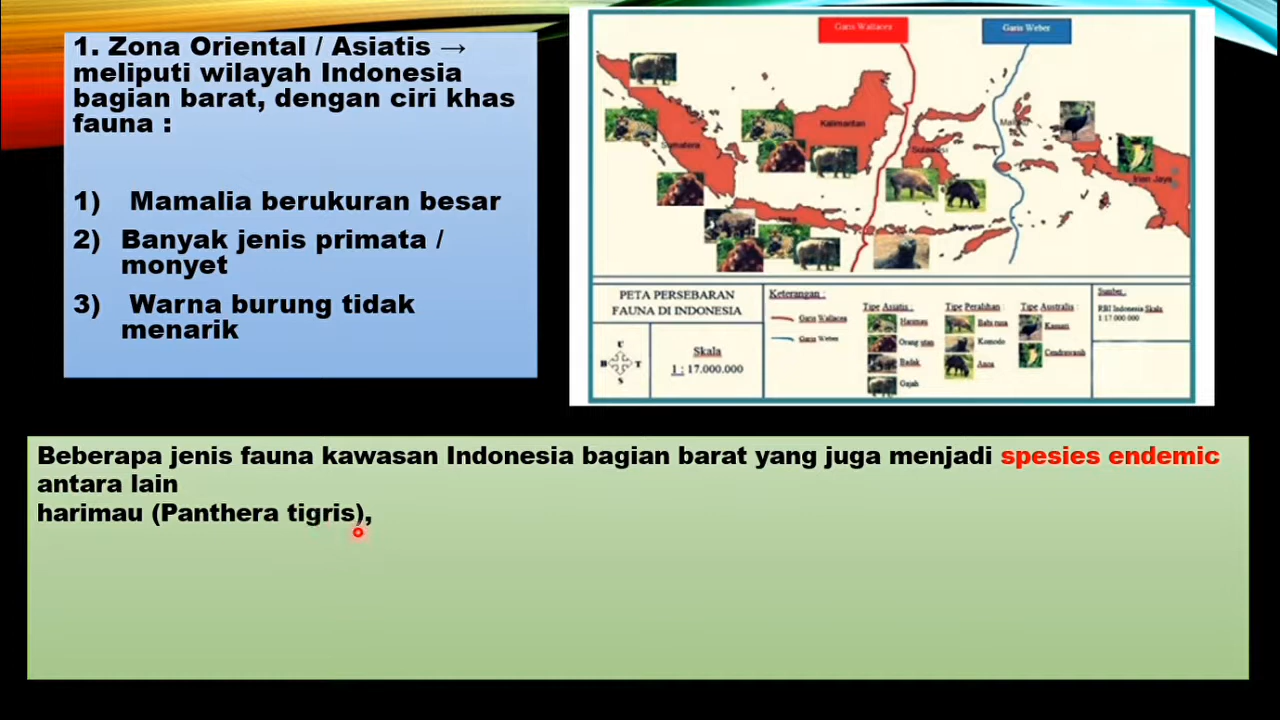 1. Zona Oriental / Asiatis →
meliputi wilayah Indonesia
bagian barat, dengan ciri khas
fauna :
1) Mamalia berukuran besar
2) Banyak jenis primata /
monyet
3) Warna burung tidak
menarik
Garis Wallacea
Garis Weber
Kalimantan
Sumatera
Sulawesi
Irian Jaya
Jawa
PETA PERSEBARAN
FAUNA DI INDONESIA
U
B T
S
Skala
1 : 17.000.000
Keterangan :
Garis Wallacea
Garis Weber
Tipe Asiatis :
Harimau
Orang utan
Badak
Gajah
Tipe Peralihan :
Babi rusa
Komodo
Anoa
Tipe Australis :
Kasuari
Cendrawasih
Sumber :
RBI Indonesia Skala
1:17.000.000
Beberapa jenis fauna kawasan Indonesia bagian barat yang juga menjadi spesies endemic
antara lain
harimau (Panthera tigris),